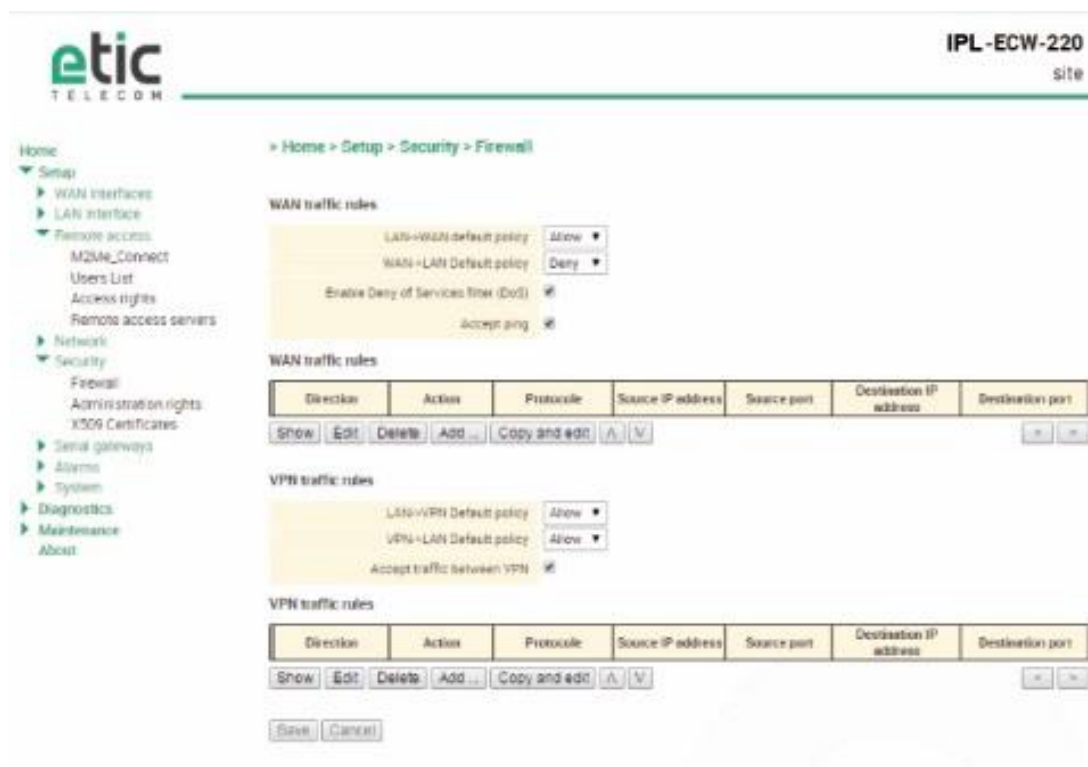 etic
TELECOM
IPL-ECW-220
site
Home
Setup
WAN Interfaces
LAN Interface
Remote access
M2Me_Connect
Users List
Access rights
Remote access servers
Network
Security
Firewall
Administration rights
X509 Certificates
Serial gateways
Alarms
System
Diagnostics
Maintenance
About
> Home > Setup > Security > Firewall
WAN traffic rules
LAN->WAN default policy Allow
WAN->LAN Default policy Deny
Enable Deny of Services filter (DoS)
Accept ping
WAN traffic rules
Direction Action Protocole Source IP address Source port Destination IP address Destination port
Show Edit Delete Add ... Copy and edit Λ V
VPN traffic rules
LAN->VPN Default policy Allow
VPN->LAN Default policy Allow
Accept traffic between VPN
VPN traffic rules
Direction Action Protocole Source IP address Source port Destination IP address Destination port
Show Edit Delete Add ... Copy and edit Λ V
Save Cancel